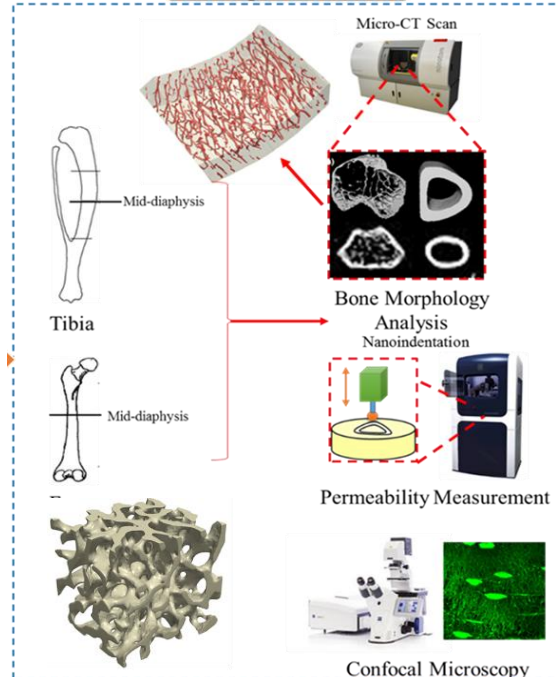 Micro-CT Scan
Mid-diaphysis
Tibia
Bone Morphology
Analysis
Nanoindentation
Mid-diaphysis
Permeability Measurement
Confocal Microscopy